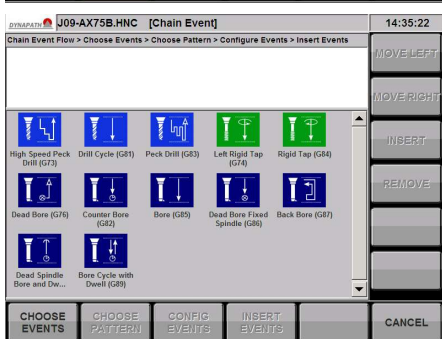 DYNAPATH J09-AX75B.HNC [Chain Event] 14:35:22
Chain Event Flow > Choose Events > Choose Pattern > Configure Events > Insert Events
MOVE LEFT
MOVE RIGHT
INSERT
REMOVE
High Speed Peck Drill (G73)
Drill Cycle (G81)
Peck Drill (G83)
Left Rigid Tap (G74)
Rigid Tap (G84)
Dead Bore (G76)
Counter Bore (G82)
Bore (G85)
Dead Bore Fixed Spindle (G86)
Back Bore (G87)
Dead Spindle Bore and Dw...
Bore Cycle with Dwell (G89)
CHOOSE EVENTS
CHOOSE PATTERN
CONFIG EVENTS
INSERT EVENTS
CANCEL